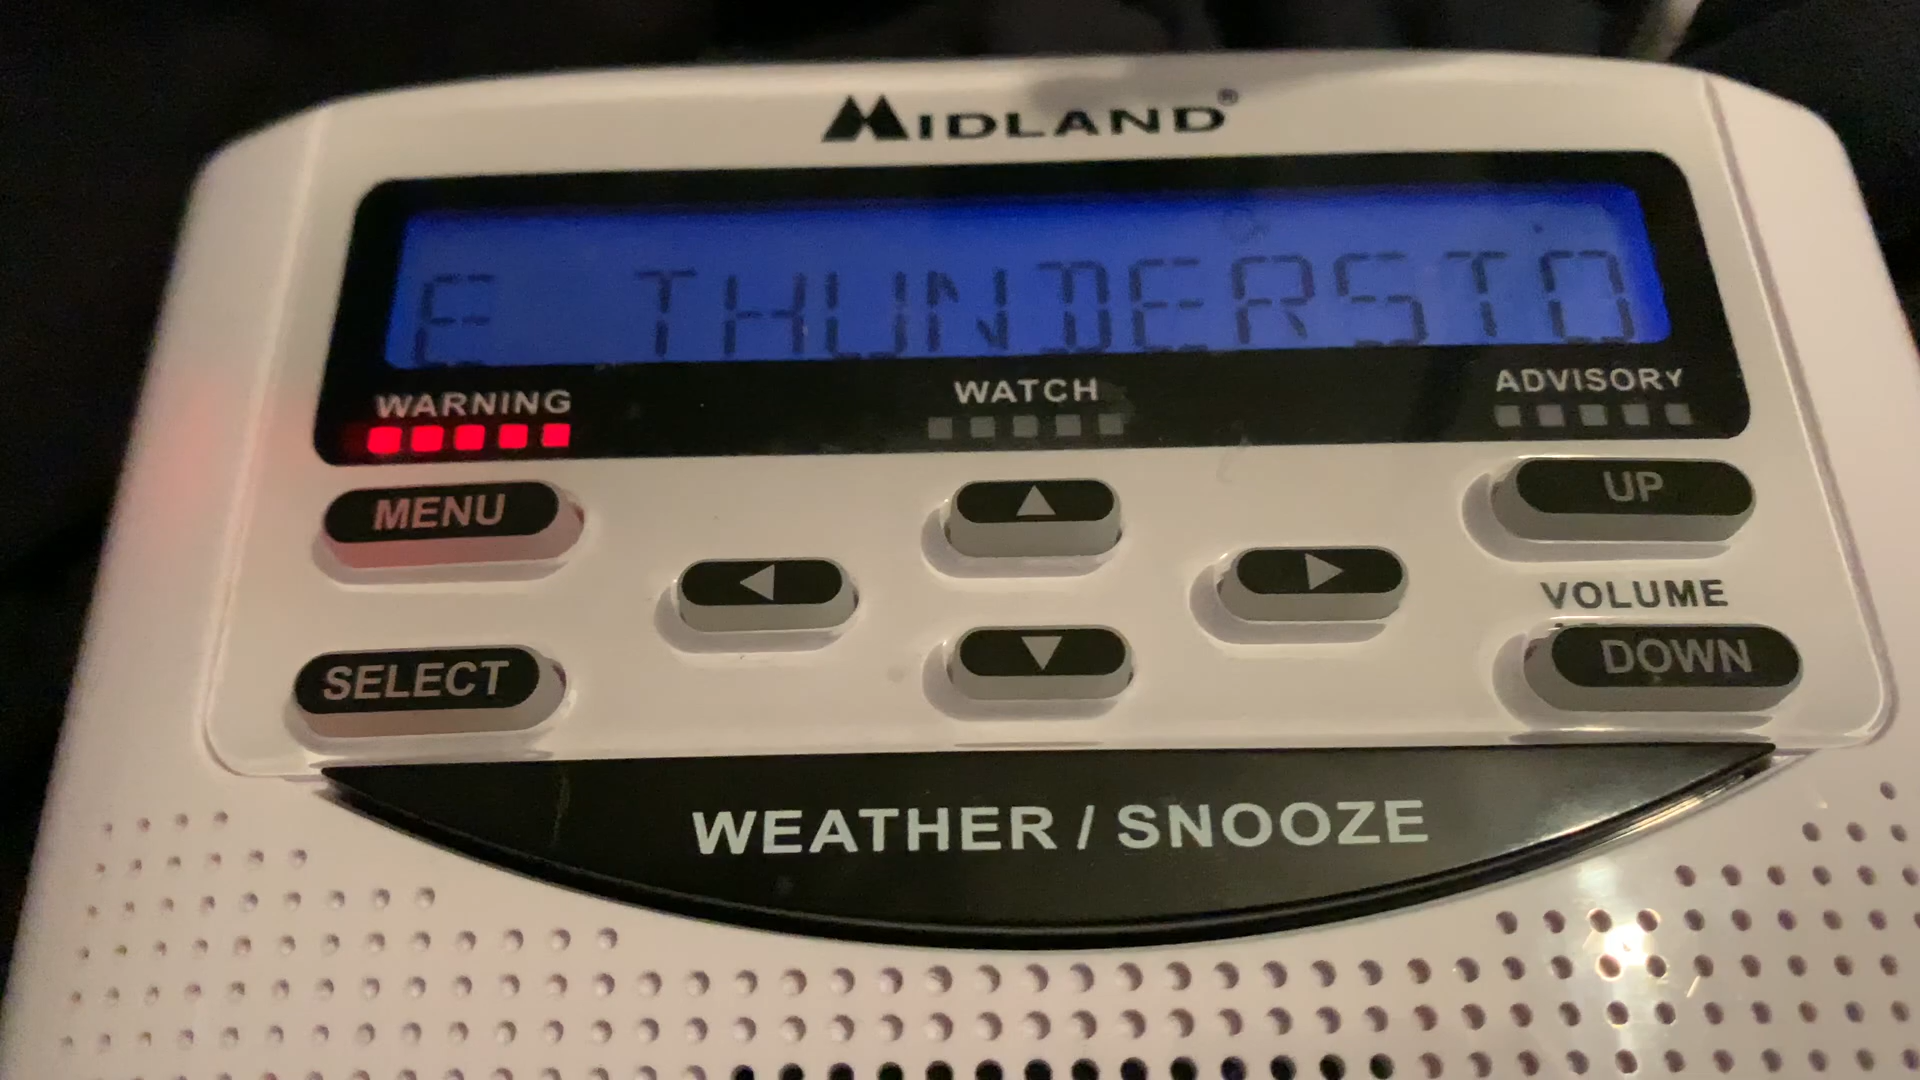 MIDLAND®
E THUNDERSTO
WARNING WATCH ADVISORY
MENU ▲ UP
◀ ▶
VOLUME
SELECT ▼ DOWN
WEATHER / SNOOZE